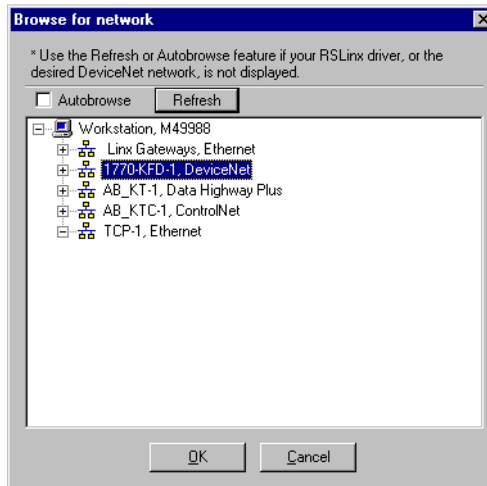 Browse for network
* Use the Refresh or Autobrowse feature if your RSLinx driver, or the
desired DeviceNet network, is not displayed.
Autobrowse Refresh
Workstation, M49988
Linx Gateways, Ethernet
1770-KFD-1, DeviceNet
AB_KT-1, Data Highway Plus
AB_KTC-1, ControlNet
TCP-1, Ethernet
OK Cancel